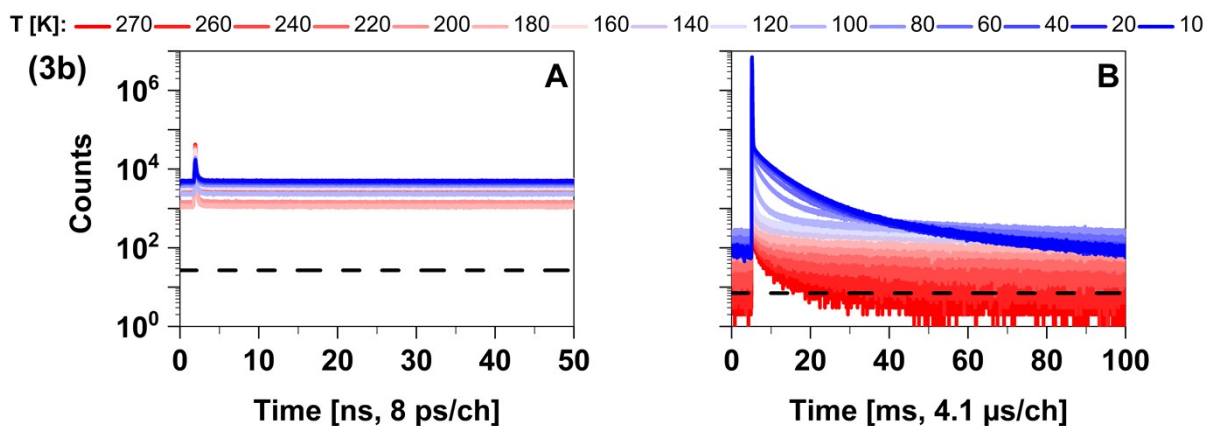 T [K]: 270 260 240 220 200 180 160 140 120 100 80 60 40 20 10
(3b)
A
B
10^6
10^4
10^2
10^0
Counts
0 10 20 30 40 50
0 20 40 60 80 100
Time [ns, 8 ps/ch]
Time [ms, 4.1 µs/ch]